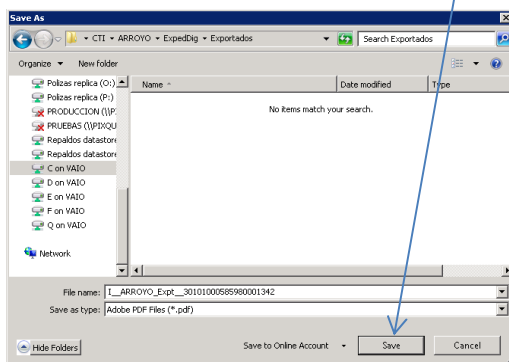 Save As
▸ CTI ▸ ARROYO ▸ ExpedDig ▸ Exportados
Search Exportados
Organize
New folder
Polizas replica (O:)
Polizas replica (P:)
PRODUCCION (\\P
PRUEBAS (\\PIXQU
Repaldos datastore
Repaldos datastore
C on VAIO
D on VAIO
E on VAIO
F on VAIO
Q on VAIO
Network
Name
Date modified
Type
No items match your search.
File name: I__ARROYO_Expt__30101000585980001342
Save as type: Adobe PDF Files (*.pdf)
Hide Folders
Save to Online Account
Save
Cancel